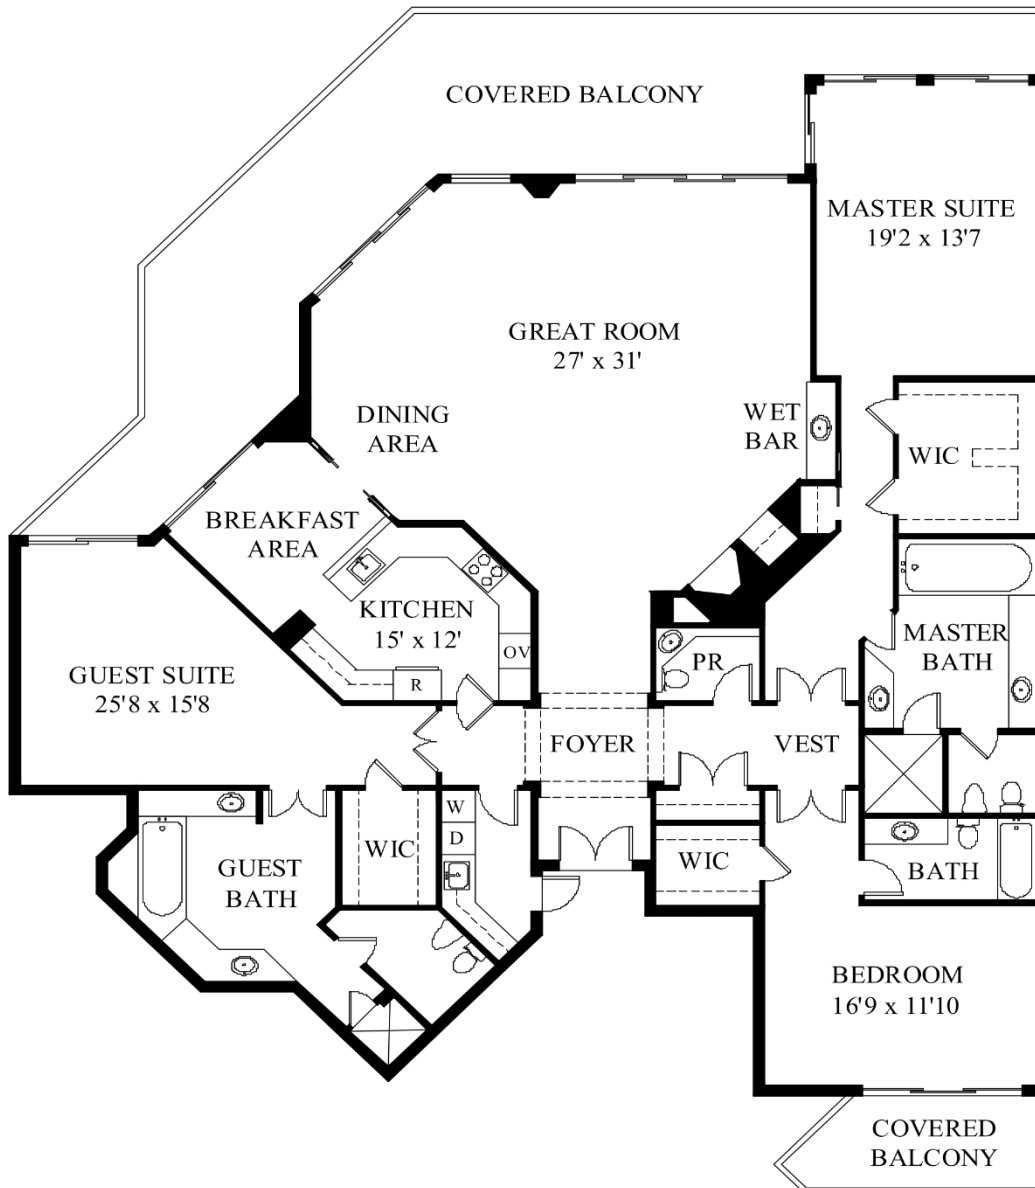 COVERED BALCONY
MASTER SUITE
19'2 x 13'7
GREAT ROOM
27' x 31'
DINING
AREA
WET
BAR
WIC
BREAKFAST
AREA
KITCHEN
15' x 12'
OV
R
MASTER
BATH
PR
GUEST SUITE
25'8 x 15'8
FOYER
VEST
W
D
WIC
GUEST
BATH
WIC
BATH
BEDROOM
16'9 x 11'10
COVERED
BALCONY